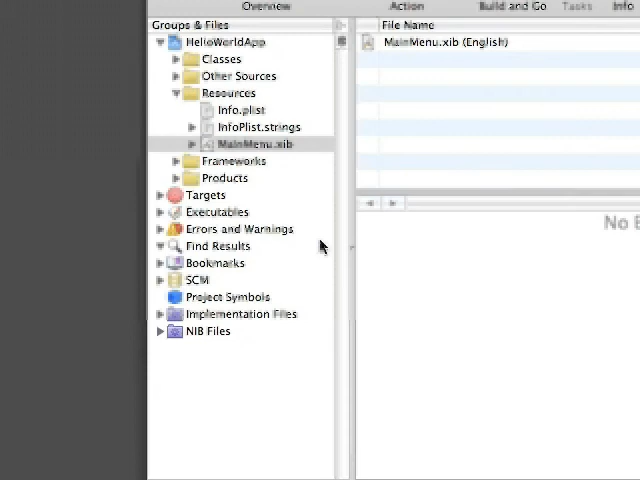 Overview Action Build and Go Tasks Info
Groups & Files File Name
HelloWorldApp MainMenu.xib (English)
Classes
Other Sources
Resources
Info.plist
InfoPlist.strings
MainMenu.xib
Frameworks
Products
Targets
Executables
No E
Errors and Warnings
Find Results
Bookmarks
SCM
Project Symbols
Implementation Files
NIB Files